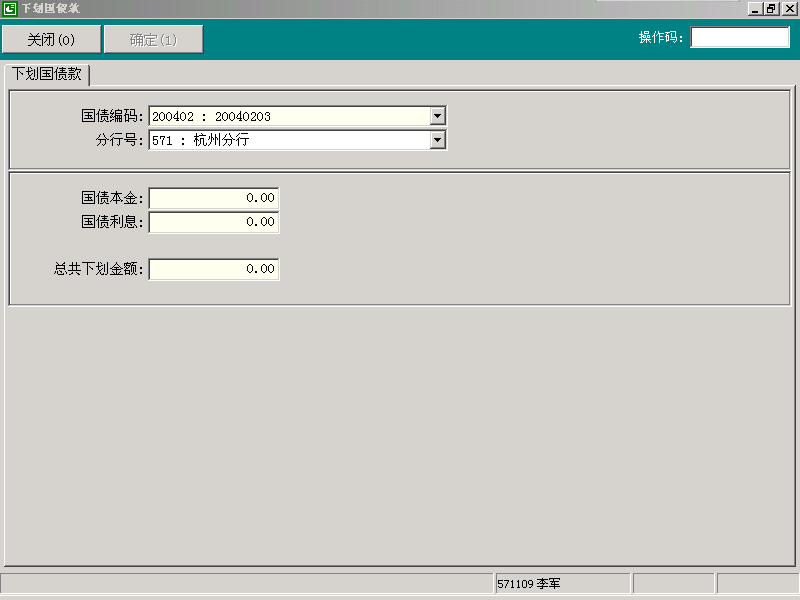 下划国债款
关闭(0) 确定(1) 操作码:
下划国债款
国债编码: 200402 : 20040203
分行号: 571 : 杭州分行
国债本金: 0.00
国债利息: 0.00
总共下划金额: 0.00
571109 李军